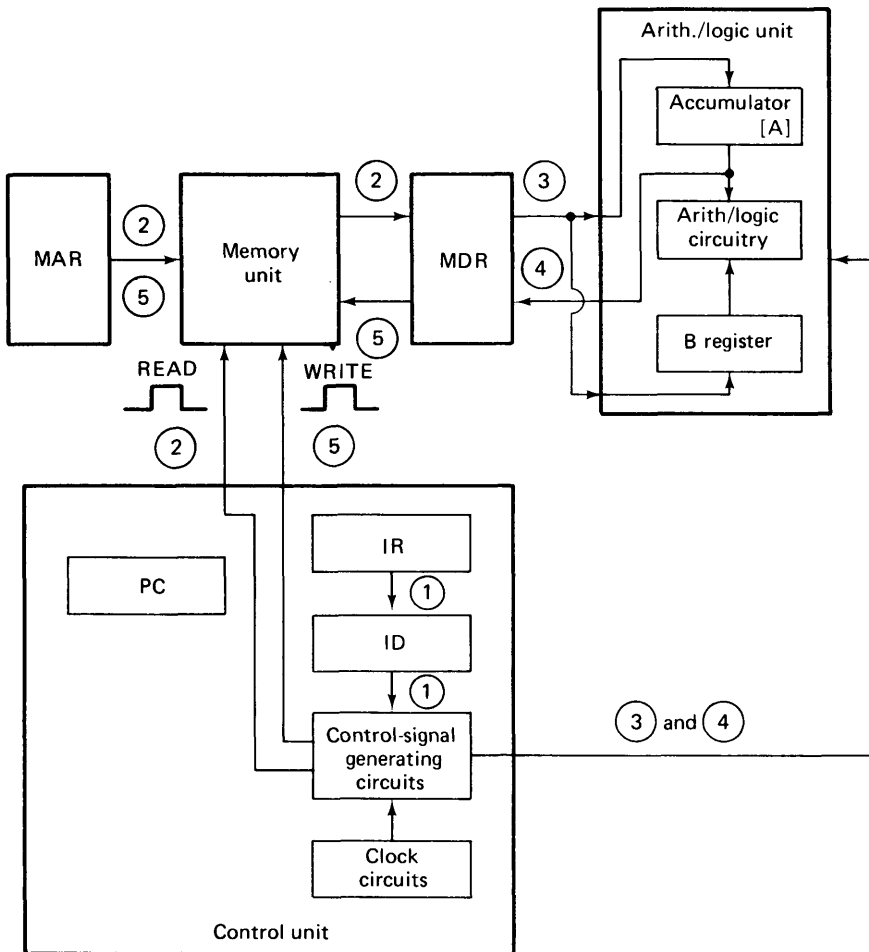 Arith./logic unit
Accumulator
[A]
2
3
MAR
2
Memory
unit
MDR
Arith/logic
circuitry
5
4
5
B register
READ
WRITE
2
5
IR
1
PC
ID
1
3 and 4
Control-signal
generating
circuits
Clock
circuits
Control unit